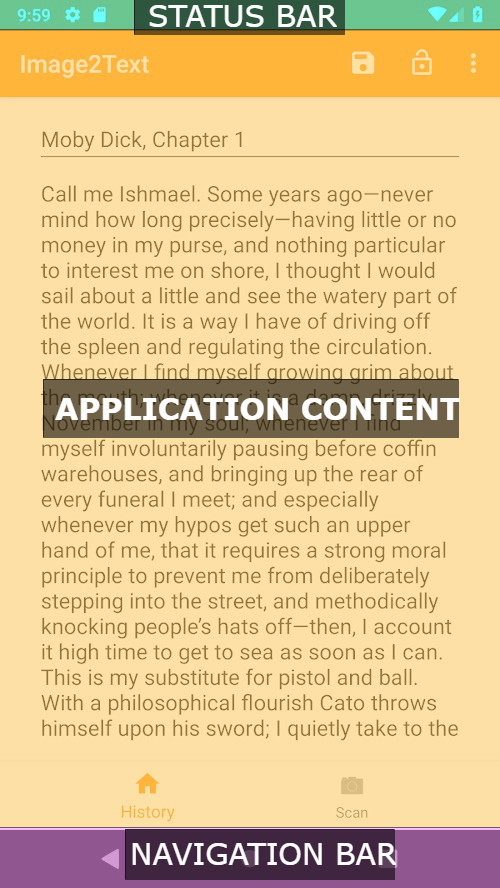 9:59
STATUS BAR
Image2Text
Moby Dick, Chapter 1
Call me Ishmael. Some years ago—never
mind how long precisely—having little or no
money in my purse, and nothing particular
to interest me on shore, I thought I would
sail about a little and see the watery part of
the world. It is a way I have of driving off
the spleen and regulating the circulation.
Whenever I find myself growing grim about
the mouth; whenever it is a damp, drizzly
APPLICATION CONTENT
November in my soul; whenever I find
myself involuntarily pausing before coffin
warehouses, and bringing up the rear of
every funeral I meet; and especially
whenever my hypos get such an upper
hand of me, that it requires a strong moral
principle to prevent me from deliberately
stepping into the street, and methodically
knocking people’s hats off—then, I account
it high time to get to sea as soon as I can.
This is my substitute for pistol and ball.
With a philosophical flourish Cato throws
himself upon his sword; I quietly take to the
History
Scan
NAVIGATION BAR